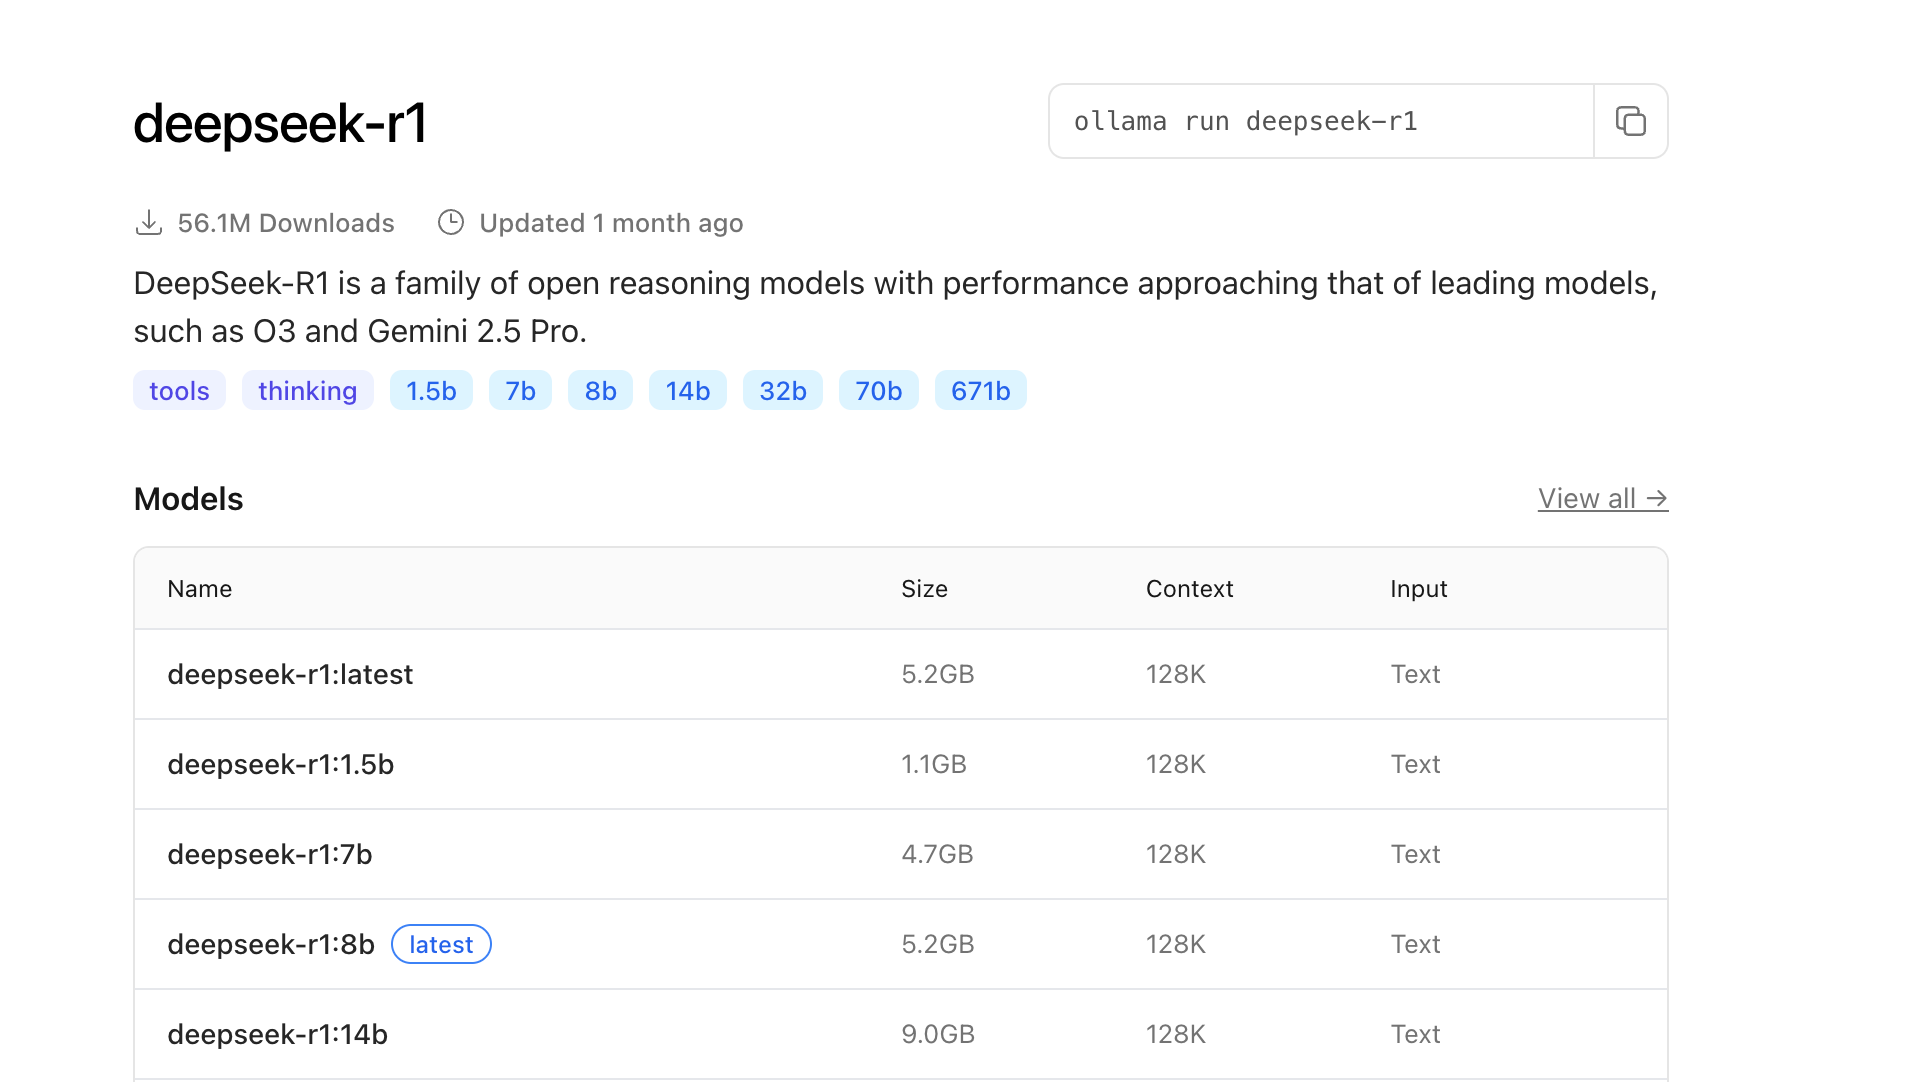 deepseek-r1
ollama run deepseek-r1
56.1M Downloads Updated 1 month ago
DeepSeek-R1 is a family of open reasoning models with performance approaching that of leading models,
such as O3 and Gemini 2.5 Pro.
tools thinking 1.5b 7b 8b 14b 32b 70b 671b
Models View all →
Name Size Context Input
deepseek-r1:latest 5.2GB 128K Text
deepseek-r1:1.5b 1.1GB 128K Text
deepseek-r1:7b 4.7GB 128K Text
deepseek-r1:8b latest 5.2GB 128K Text
deepseek-r1:14b 9.0GB 128K Text